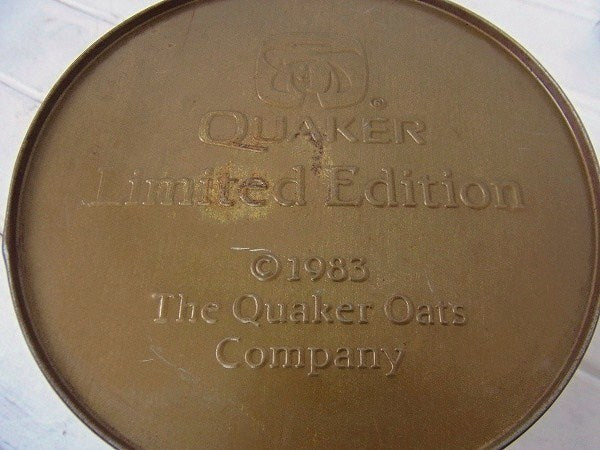 ®
QUAKER
Limited Edition
© 1983
The Quaker Oats
Company